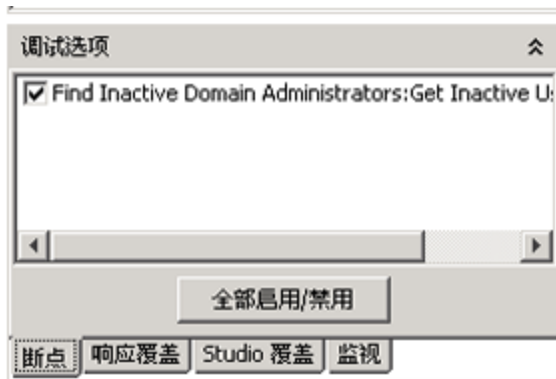 调试选项
Find Inactive Domain Administrators:Get Inactive U
全部启用/禁用
断点 响应覆盖 Studio 覆盖 监视